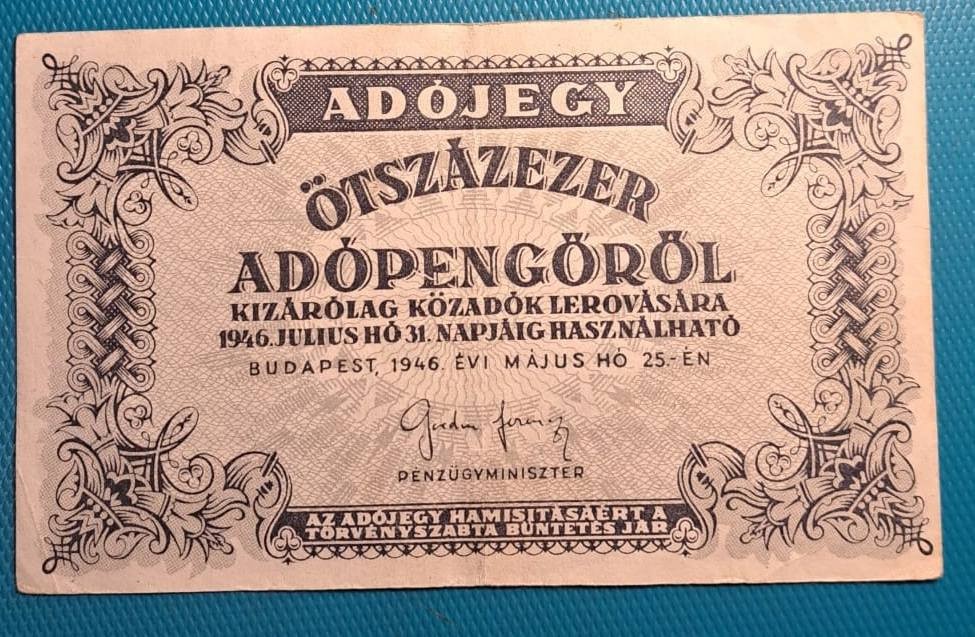 ADÓJEGY
ÖTSZÁZEZER
ADÓPENGŐRŐL
KIZÁRÓLAG KÖZADÓK LEROVÁSÁRA
1946. JULIUS HÓ 31. NAPJÁIG HASZNÁLHATÓ
BUDAPEST, 1946. ÉVI MÁJUS HÓ 25.-ÉN
PÉNZÜGYMINISZTER
AZ ADÓJEGY HAMISITÁSÁÉRT A
TÖRVÉNYSZABTA BÜNTETÉS JÁR